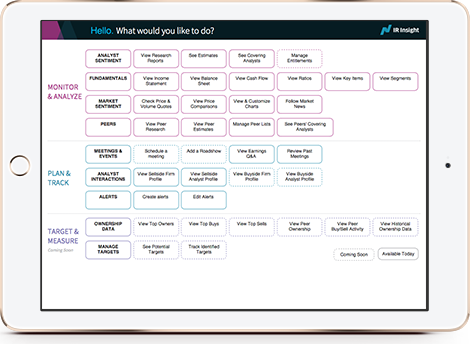 Hello. What would you like to do?
IR Insight
MONITOR & ANALYZE
ANALYST SENTIMENT
View Research Reports
See Estimates
See Covering Analysts
Manage Entitlements
FUNDAMENTALS
View Income Statement
View Balance Sheet
View Cash Flow
View Ratios
View Key Items
View Segments
MARKET SENTIMENT
Check Price & Volume Quotes
View Price Comparisons
View & Customize Charts
Follow Market News
PEERS
View Peer Research
View Peer Estimates
Manage Peer Lists
See Peers' Covering Analysts
PLAN & TRACK
MEETINGS & EVENTS
Schedule a meeting
Add a Roadshow
View Earnings Q&A
Review Past Meetings
ANALYST INTERACTIONS
View Sellside Firm Profile
View Sellside Analyst Profile
View Buyside Firm Profile
View Buyside Analyst Profile
ALERTS
Create alerts
Edit Alerts
TARGET & MEASURE
Coming Soon
OWNERSHIP DATA
View Top Owners
View Top Buys
View Top Sells
View Peer Ownership
View Peer Buy/Sell Activity
View Historical Ownership Data
MANAGE TARGETS
See Potential Targets
Track Identified Targets
Coming Soon
Available Today